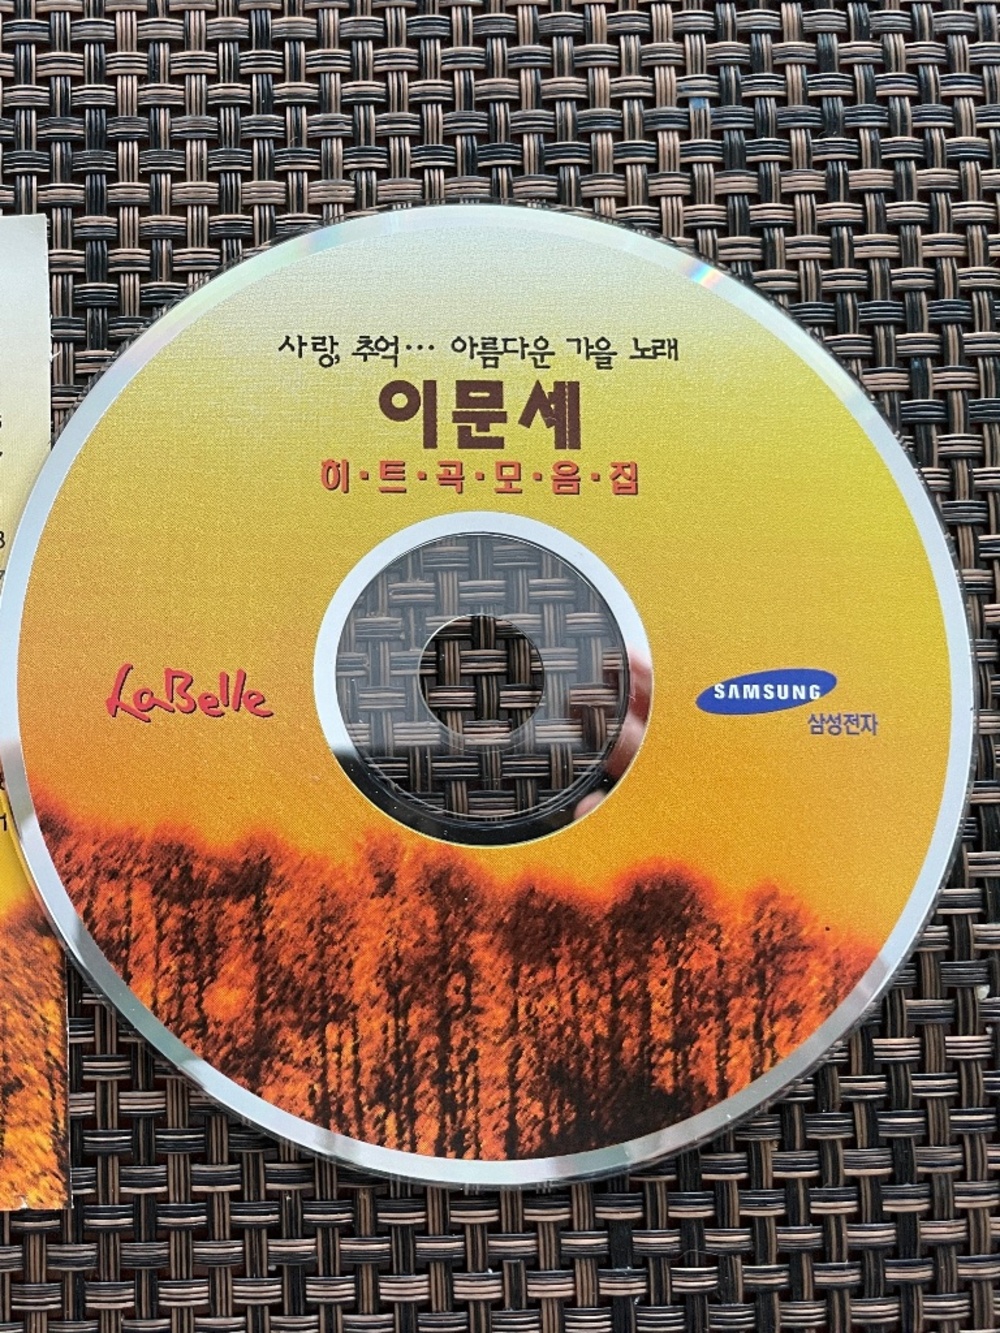 사랑, 추억··· 아름다운 가을 노래
이문세
히·트·곡·모·음·집
LaBelle
SAMSUNG
삼성전자